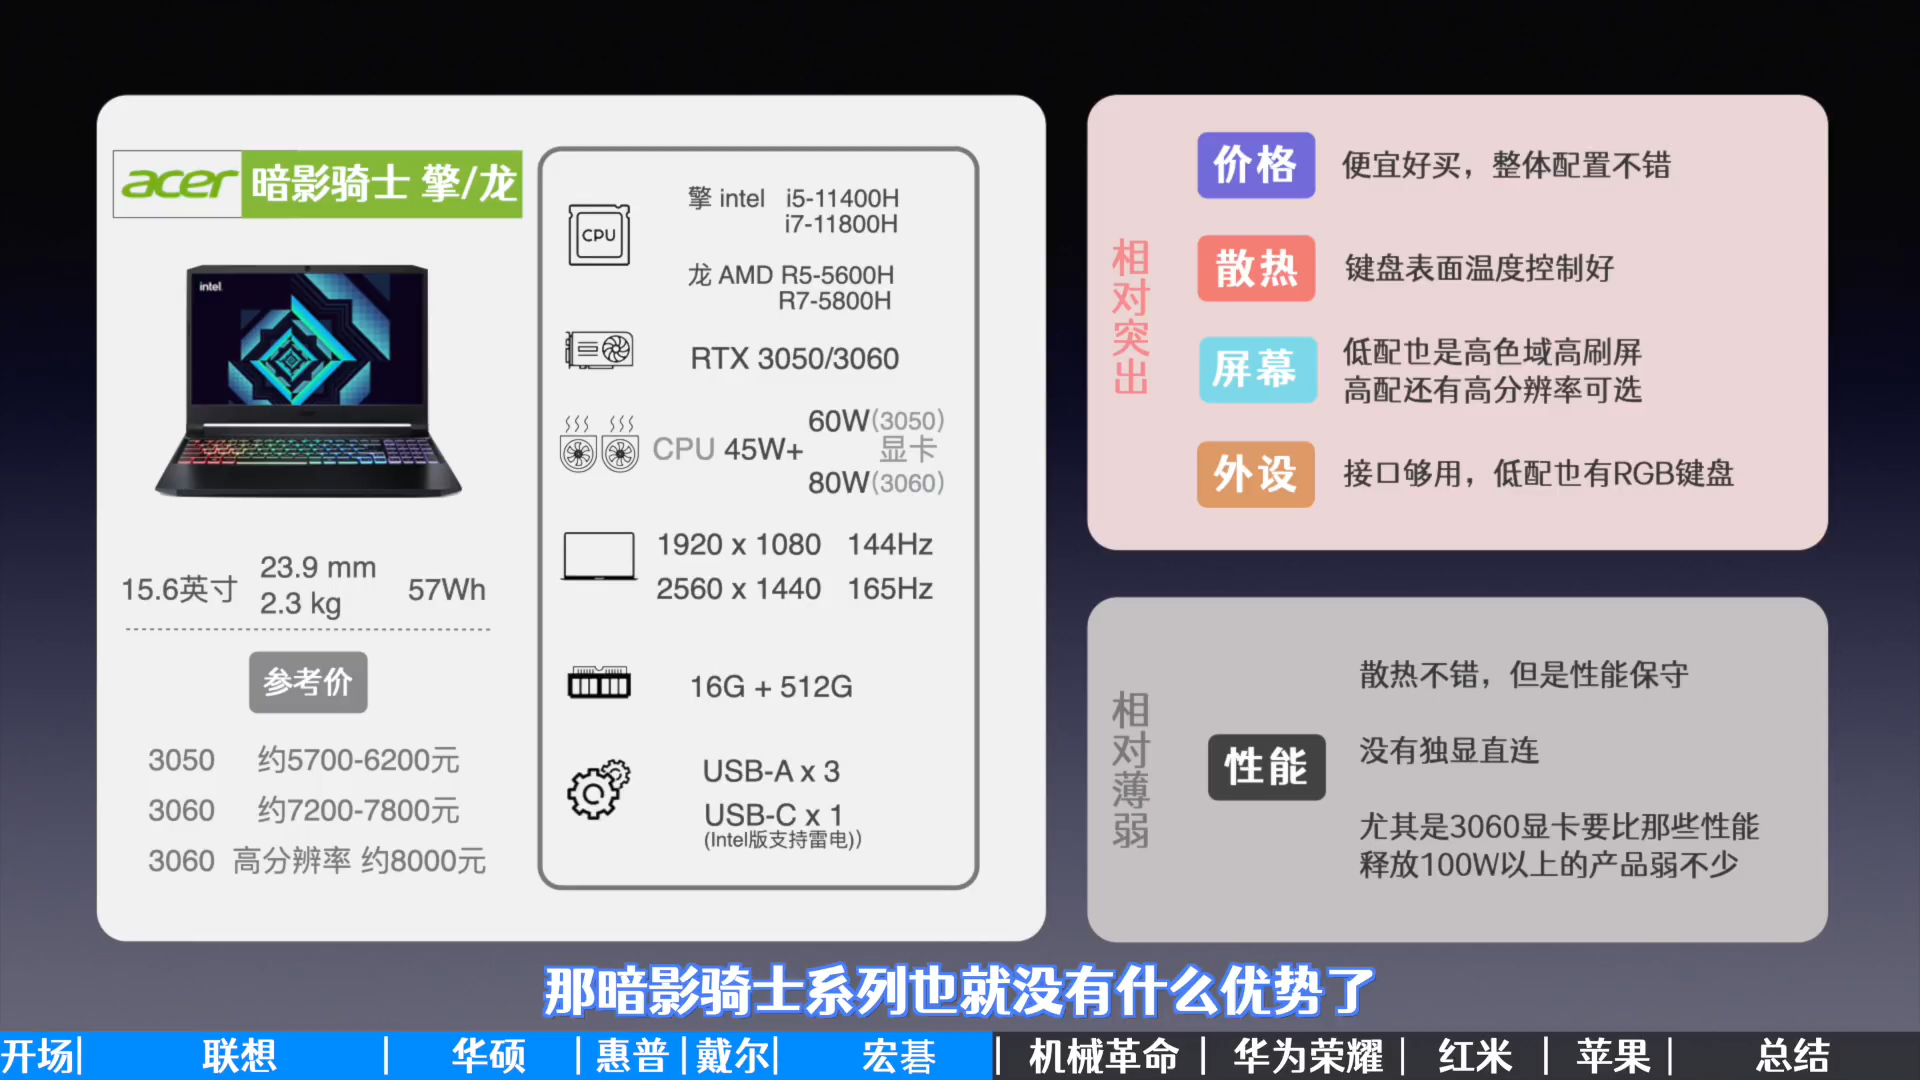 acer 暗影骑士 擎/龙
intel
15.6英寸
23.9 mm
2.3 kg
57Wh
参考价
3050 约5700-6200元
3060 约7200-7800元
3060 高分辨率 约8000元
CPU
擎 intel i5-11400H
i7-11800H
龙 AMD R5-5600H
R7-5800H
RTX 3050/3060
CPU 45W+
60W(3050)
显卡
80W(3060)
1920 x 1080 144Hz
2560 x 1440 165Hz
16G + 512G
USB-A x 3
USB-C x 1
(Intel版支持雷电))
相对突出
价格 便宜好买，整体配置不错
散热 键盘表面温度控制好
屏幕 低配也是高色域高刷屏
高配还有高分辨率可选
外设 接口够用，低配也有RGB键盘
相对薄弱
性能
散热不错，但是性能保守
没有独显直连
尤其是3060显卡要比那些性能
释放100W以上的产品弱不少
那暗影骑士系列也就没有什么优势了
开场| 联想 | 华硕 | 惠普 | 戴尔| 宏碁 | 机械革命 | 华为荣耀 | 红米 | 苹果 | 总结